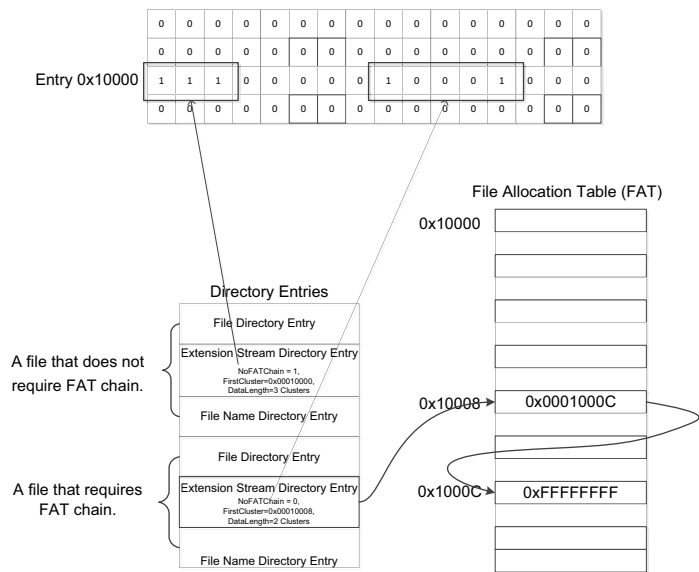 0 0 0 0 0 0 0 0 0 0 0 0 0 0 0 0
0 0 0 0 0 0 0 0 0 0 0 0 0 0 0 0
Entry 0x10000 1 1 1 0 0 0 0 0 1 0 0 0 1 0 0 0
0 0 0 0 0 0 0 0 0 0 0 0 0 0 0 0
File Allocation Table (FAT)
0x10000
Directory Entries
File Directory Entry
A file that does not
require FAT chain.
Extension Stream Directory Entry
NoFATChain = 1,
FirstCluster=0x00010000,
DataLength=3 Clusters
File Name Directory Entry
0x10008 0x0001000C
File Directory Entry
A file that requires
FAT chain.
Extension Stream Directory Entry
NoFATChain = 0,
FirstCluster=0x00010008,
DataLength=2 Clusters
0x1000C 0xFFFFFFFF
File Name Directory Entry